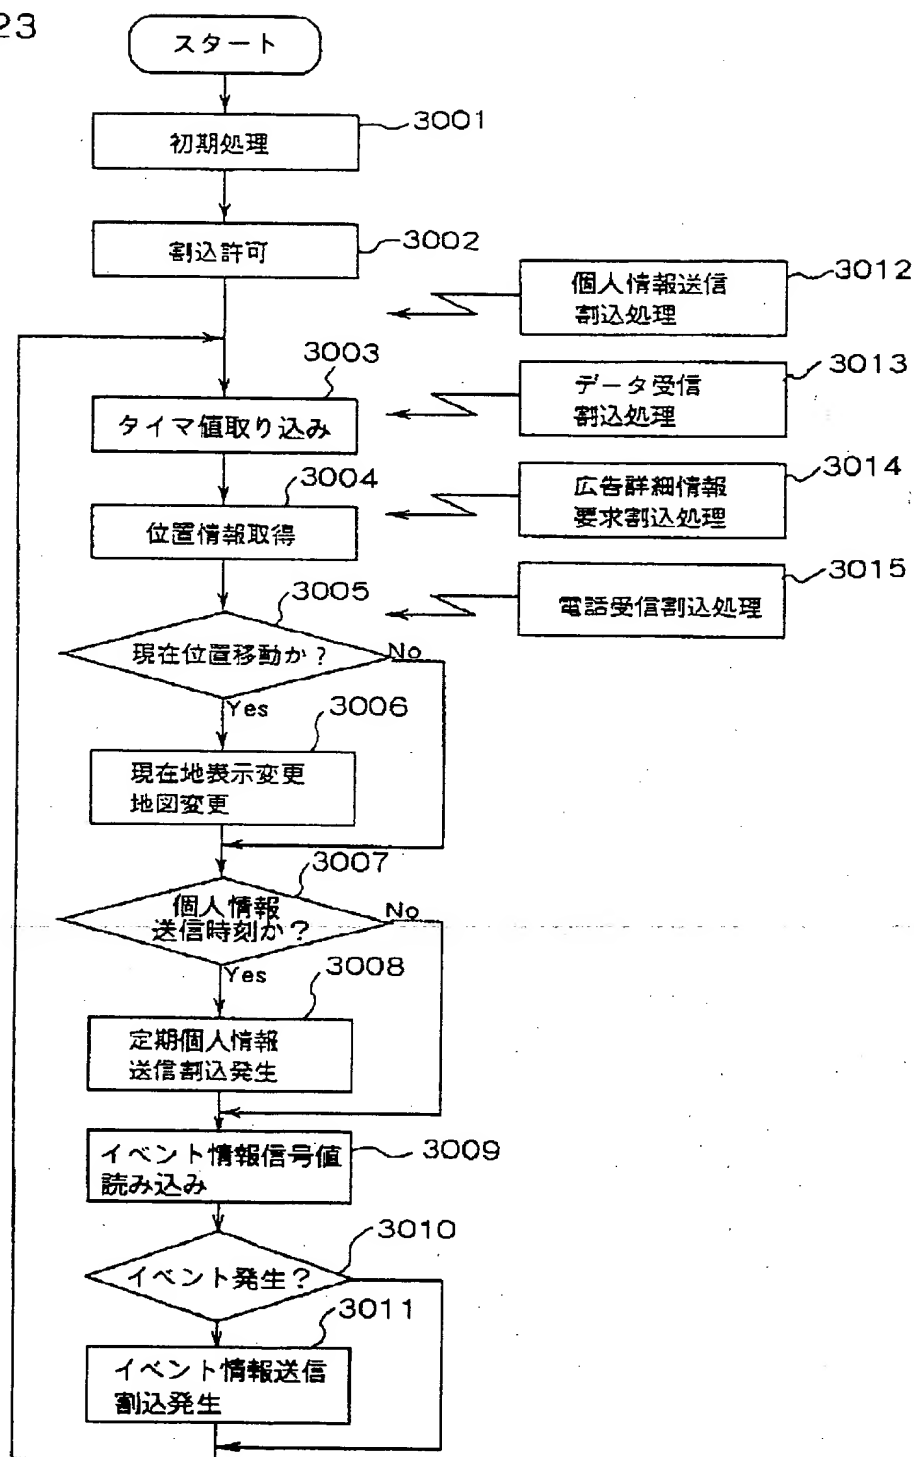 23
スタート
3001
初期処理
3002
割込許可
3012
個人情報送信
割込処理
3003
タイマ値取り込み
3013
データ受信
割込処理
3004
位置情報取得
3014
広告詳細情報
要求割込処理
3015
電話受信割込処理
3005
現在位置移動か?
No
Yes
3006
現在地表示変更
地図変更
3007
個人情報
送信時刻か?
No
Yes
3008
定期個人情報
送信割込発生
3009
イベント情報信号値
読み込み
3010
イベント発生?
3011
イベント情報送信
割込発生